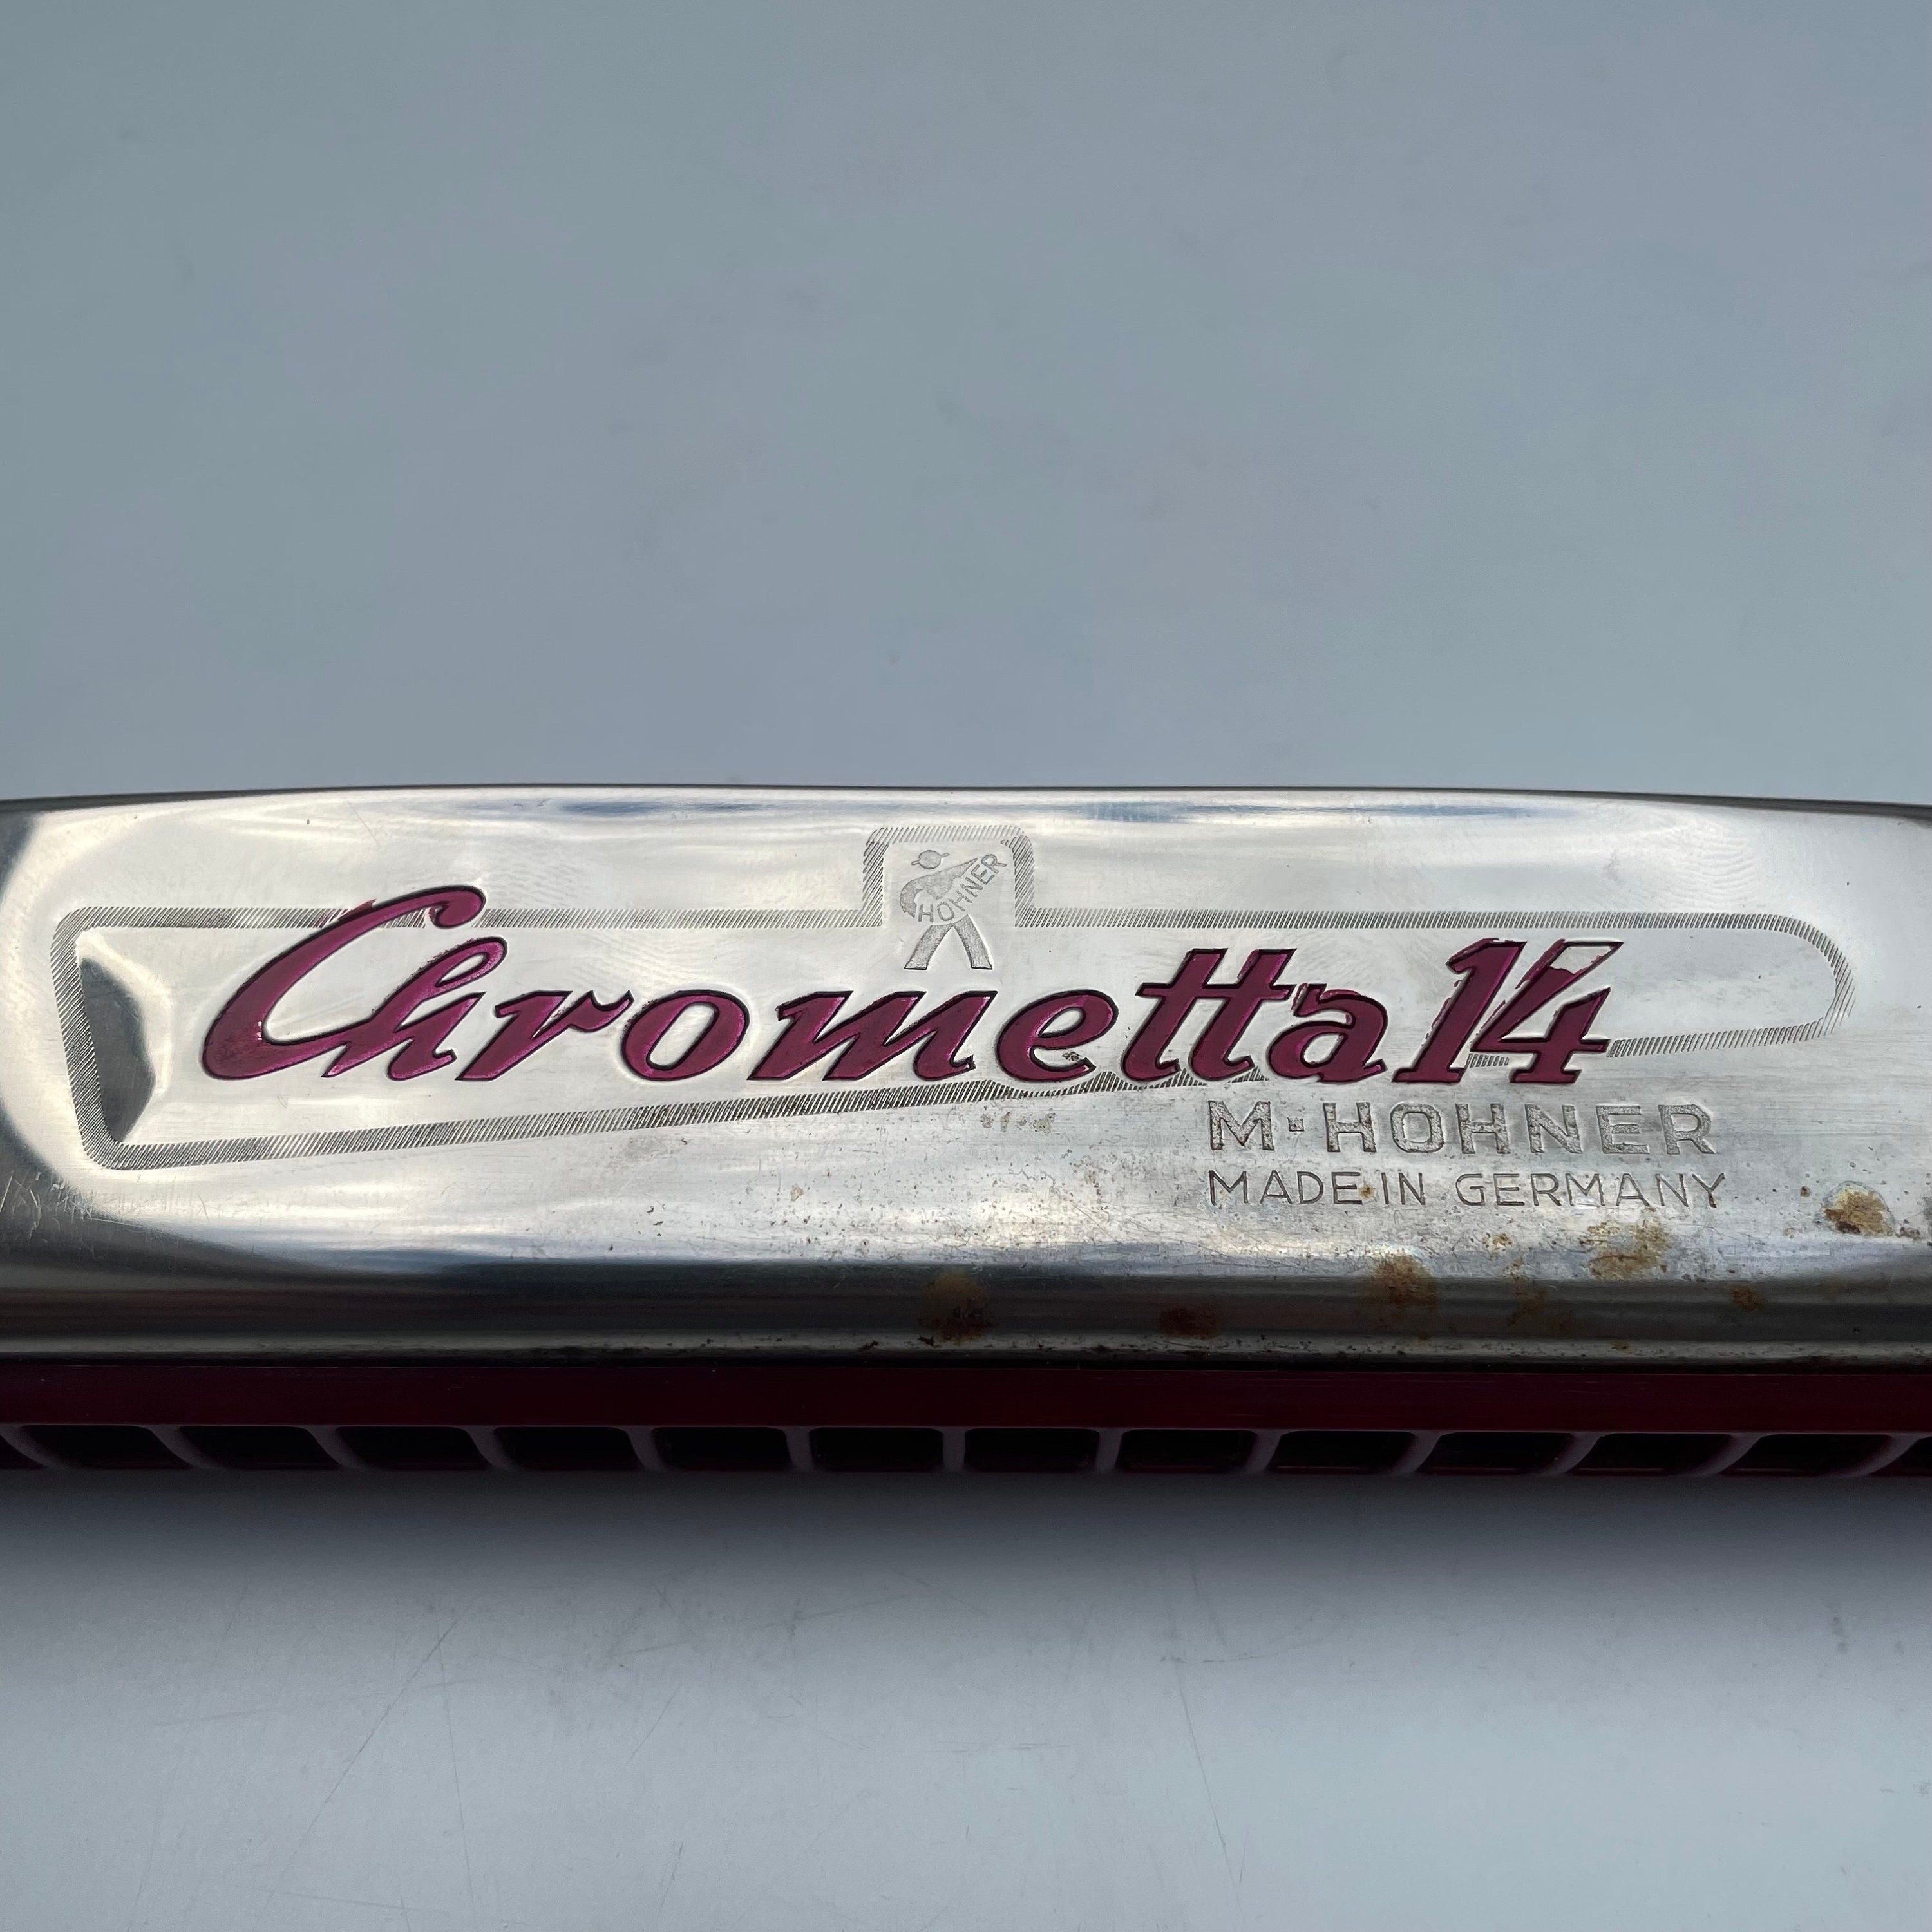 HOHNER
Chrometta 14
M·HOHNER
MADE IN GERMANY